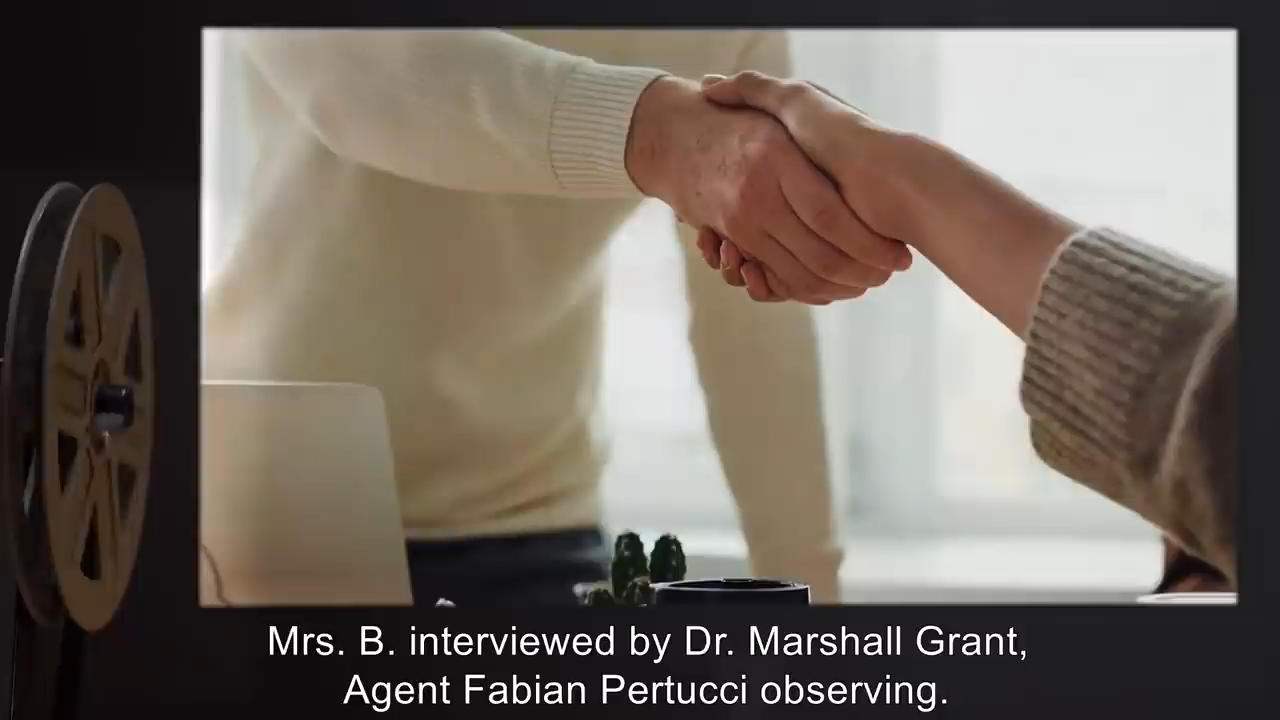 Mrs. B. interviewed by Dr. Marshall Grant,
Agent Fabian Pertucci observing.